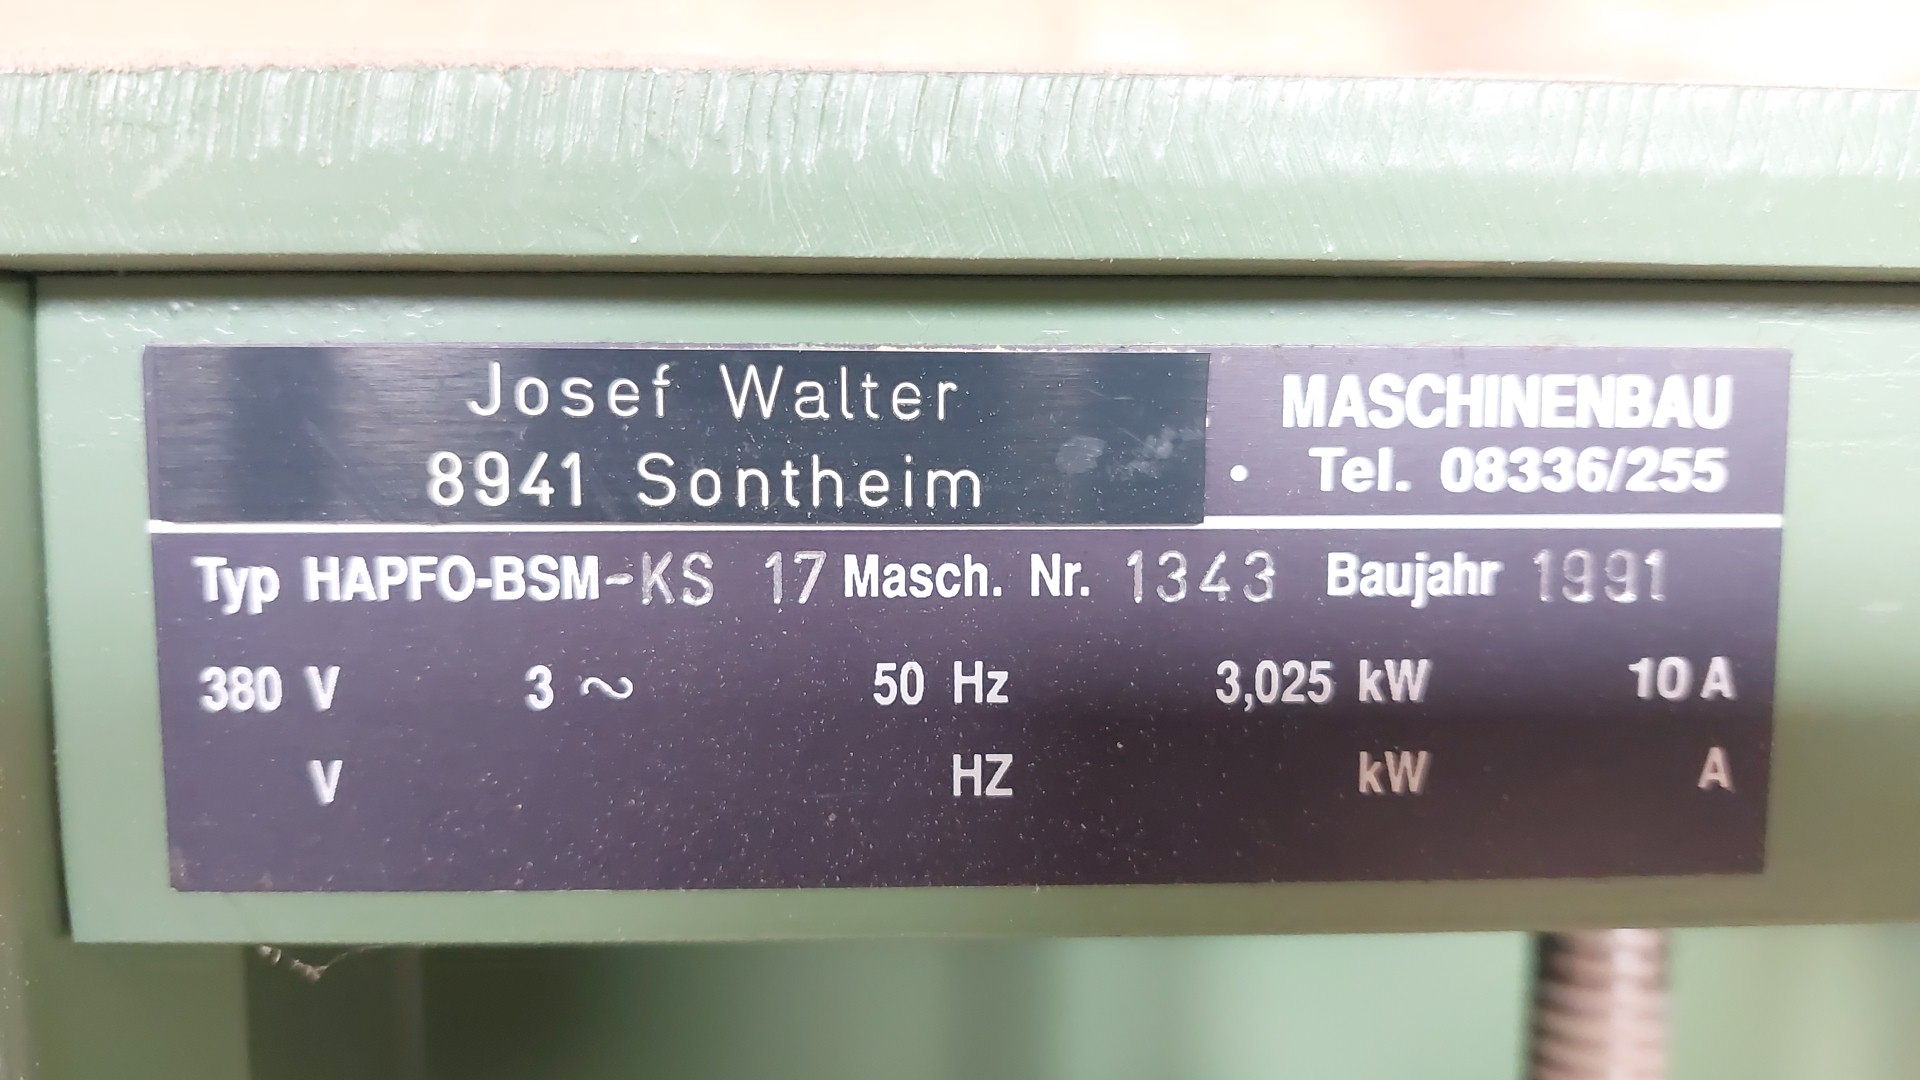 Josef Walter MASCHINENBAU
8941 Sontheim • Tel. 08336/255
Typ HAPFO-BSM-KS 17 Masch. Nr. 1343 Baujahr 1991
380 V 3 ~ 50 Hz 3,025 kW 10 A
V HZ kW A